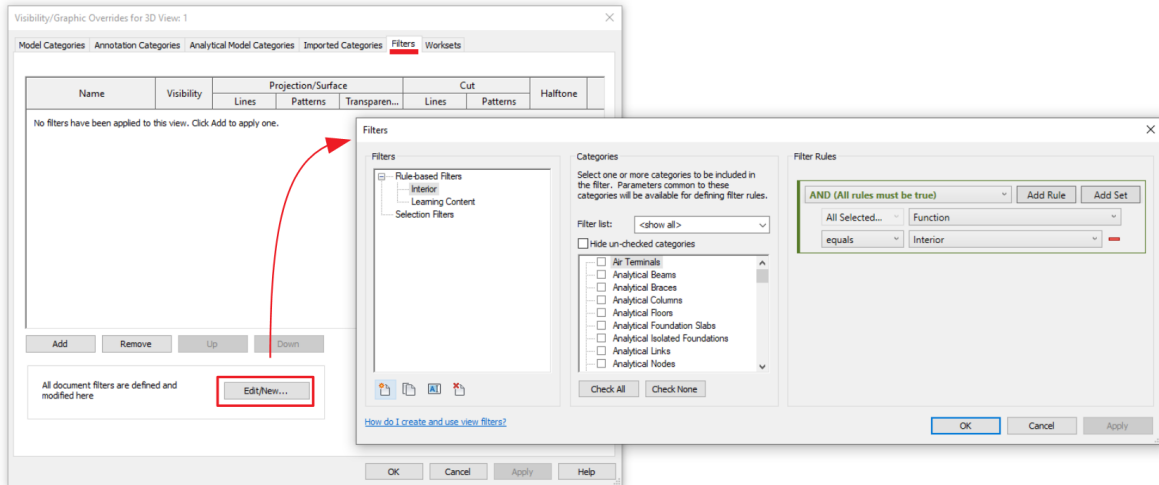 Visibility/Graphic Overrides for 3D View: 1
Model Categories Annotation Categories Analytical Model Categories Imported Categories Filters Worksets
Name Visibility Projection/Surface Cut Halftone
Lines Patterns Transparen... Lines Patterns
No filters have been applied to this view. Click Add to apply one.
Add Remove Up Down
All document filters are defined and
modified here
Edit/New...
OK Cancel Apply Help
Filters
Filters
Rule-based Filters
Interior
Learning Content
Selection Filters
How do I create and use view filters?
Categories
Select one or more categories to be included
in the filter. Parameters common to these
categories will be available for defining filter rules.
Filter list: <show all>
Hide un-checked categories
Air Terminals
Analytical Beams
Analytical Braces
Analytical Columns
Analytical Floors
Analytical Foundation Slabs
Analytical Isolated Foundations
Analytical Links
Analytical Nodes
Check All Check None
Filter Rules
AND (All rules must be true) Add Rule Add Set
All Selected... Function
equals Interior
OK Cancel Apply